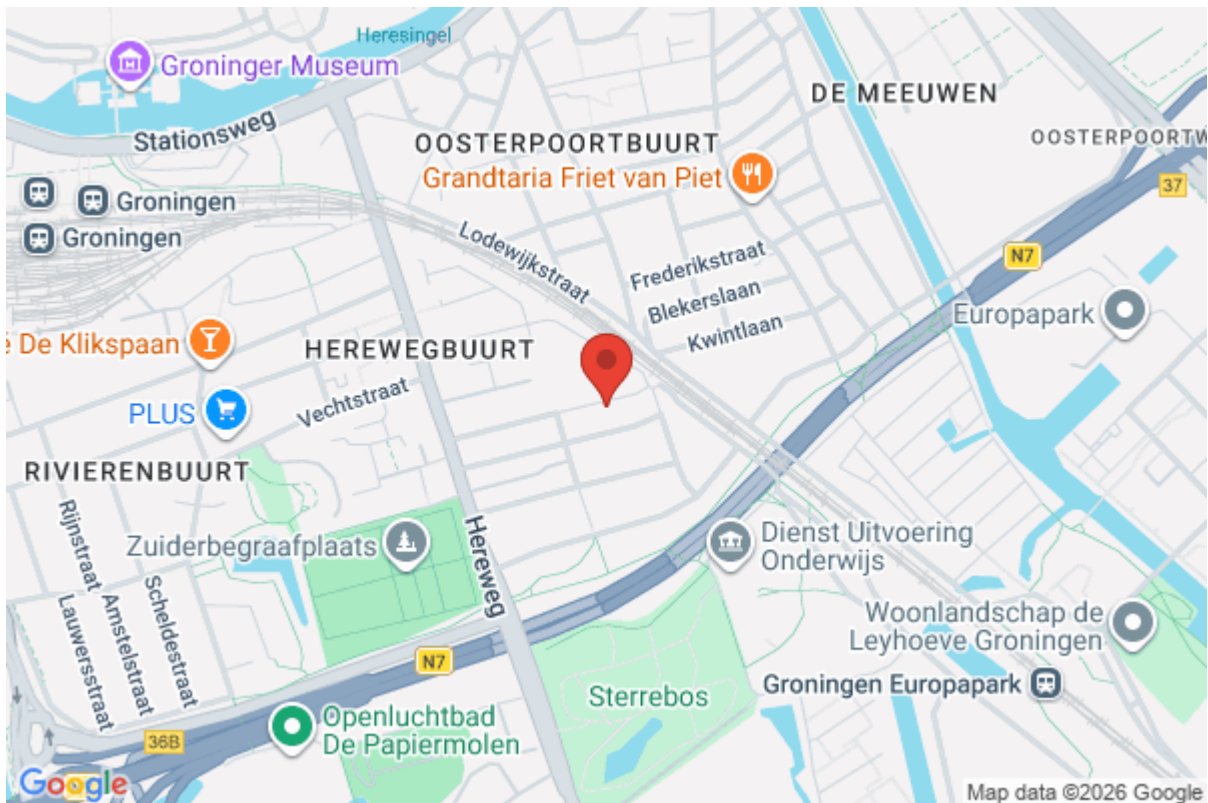 Heresingel
Groninger Museum
DE MEEUWEN
Stationsweg
OOSTERPOORTBUURT
OOSTERPOORTW
Grandtaria Friet van Piet
37
Groningen
Groningen
Lodewijkstraat
Frederikstraat
N7
Blekerslaan
Europapark
Kwintlaan
é De Klikspaan
HEREWEGBUURT
Vechtstraat
PLUS
RIVIERENBUURT
Rijnstraat
Zuiderbegraafplaats
Hereweg
Dienst Uitvoering
Onderwijs
Scheldestraat
Amstelstraat
Lauwersstraat
Woonlandschap de
Leyhoeve Groningen
N7
Sterrebos
Groningen Europapark
Openluchtbad
De Papiermolen
36B
Google
Map data ©2026 Google